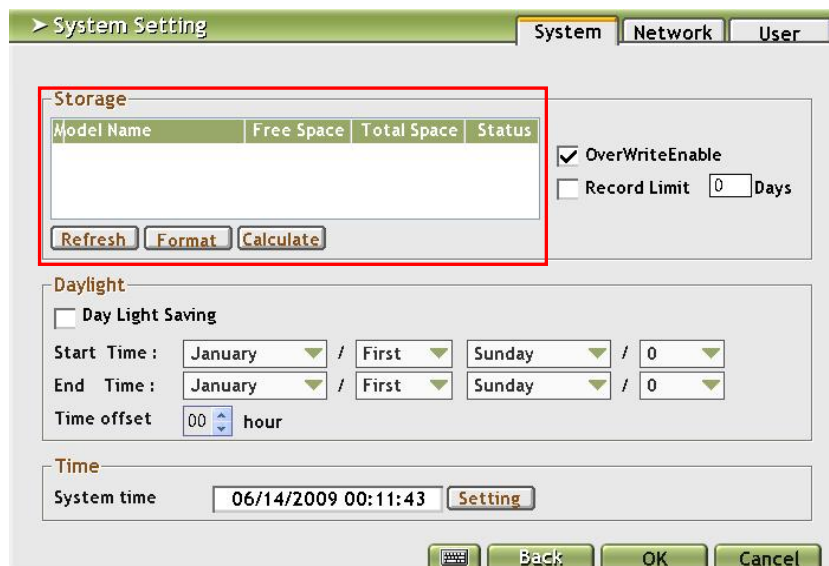 ➤ System Setting System Network User
Storage
Model Name Free Space Total Space Status
OverWriteEnable
Record Limit 0 Days
Refresh Format Calculate
Daylight
Day Light Saving
Start Time : January / First Sunday / 0
End Time : January / First Sunday / 0
Time offset 00 hour
Time
System time 06/14/2009 00:11:43 Setting
Back OK Cancel